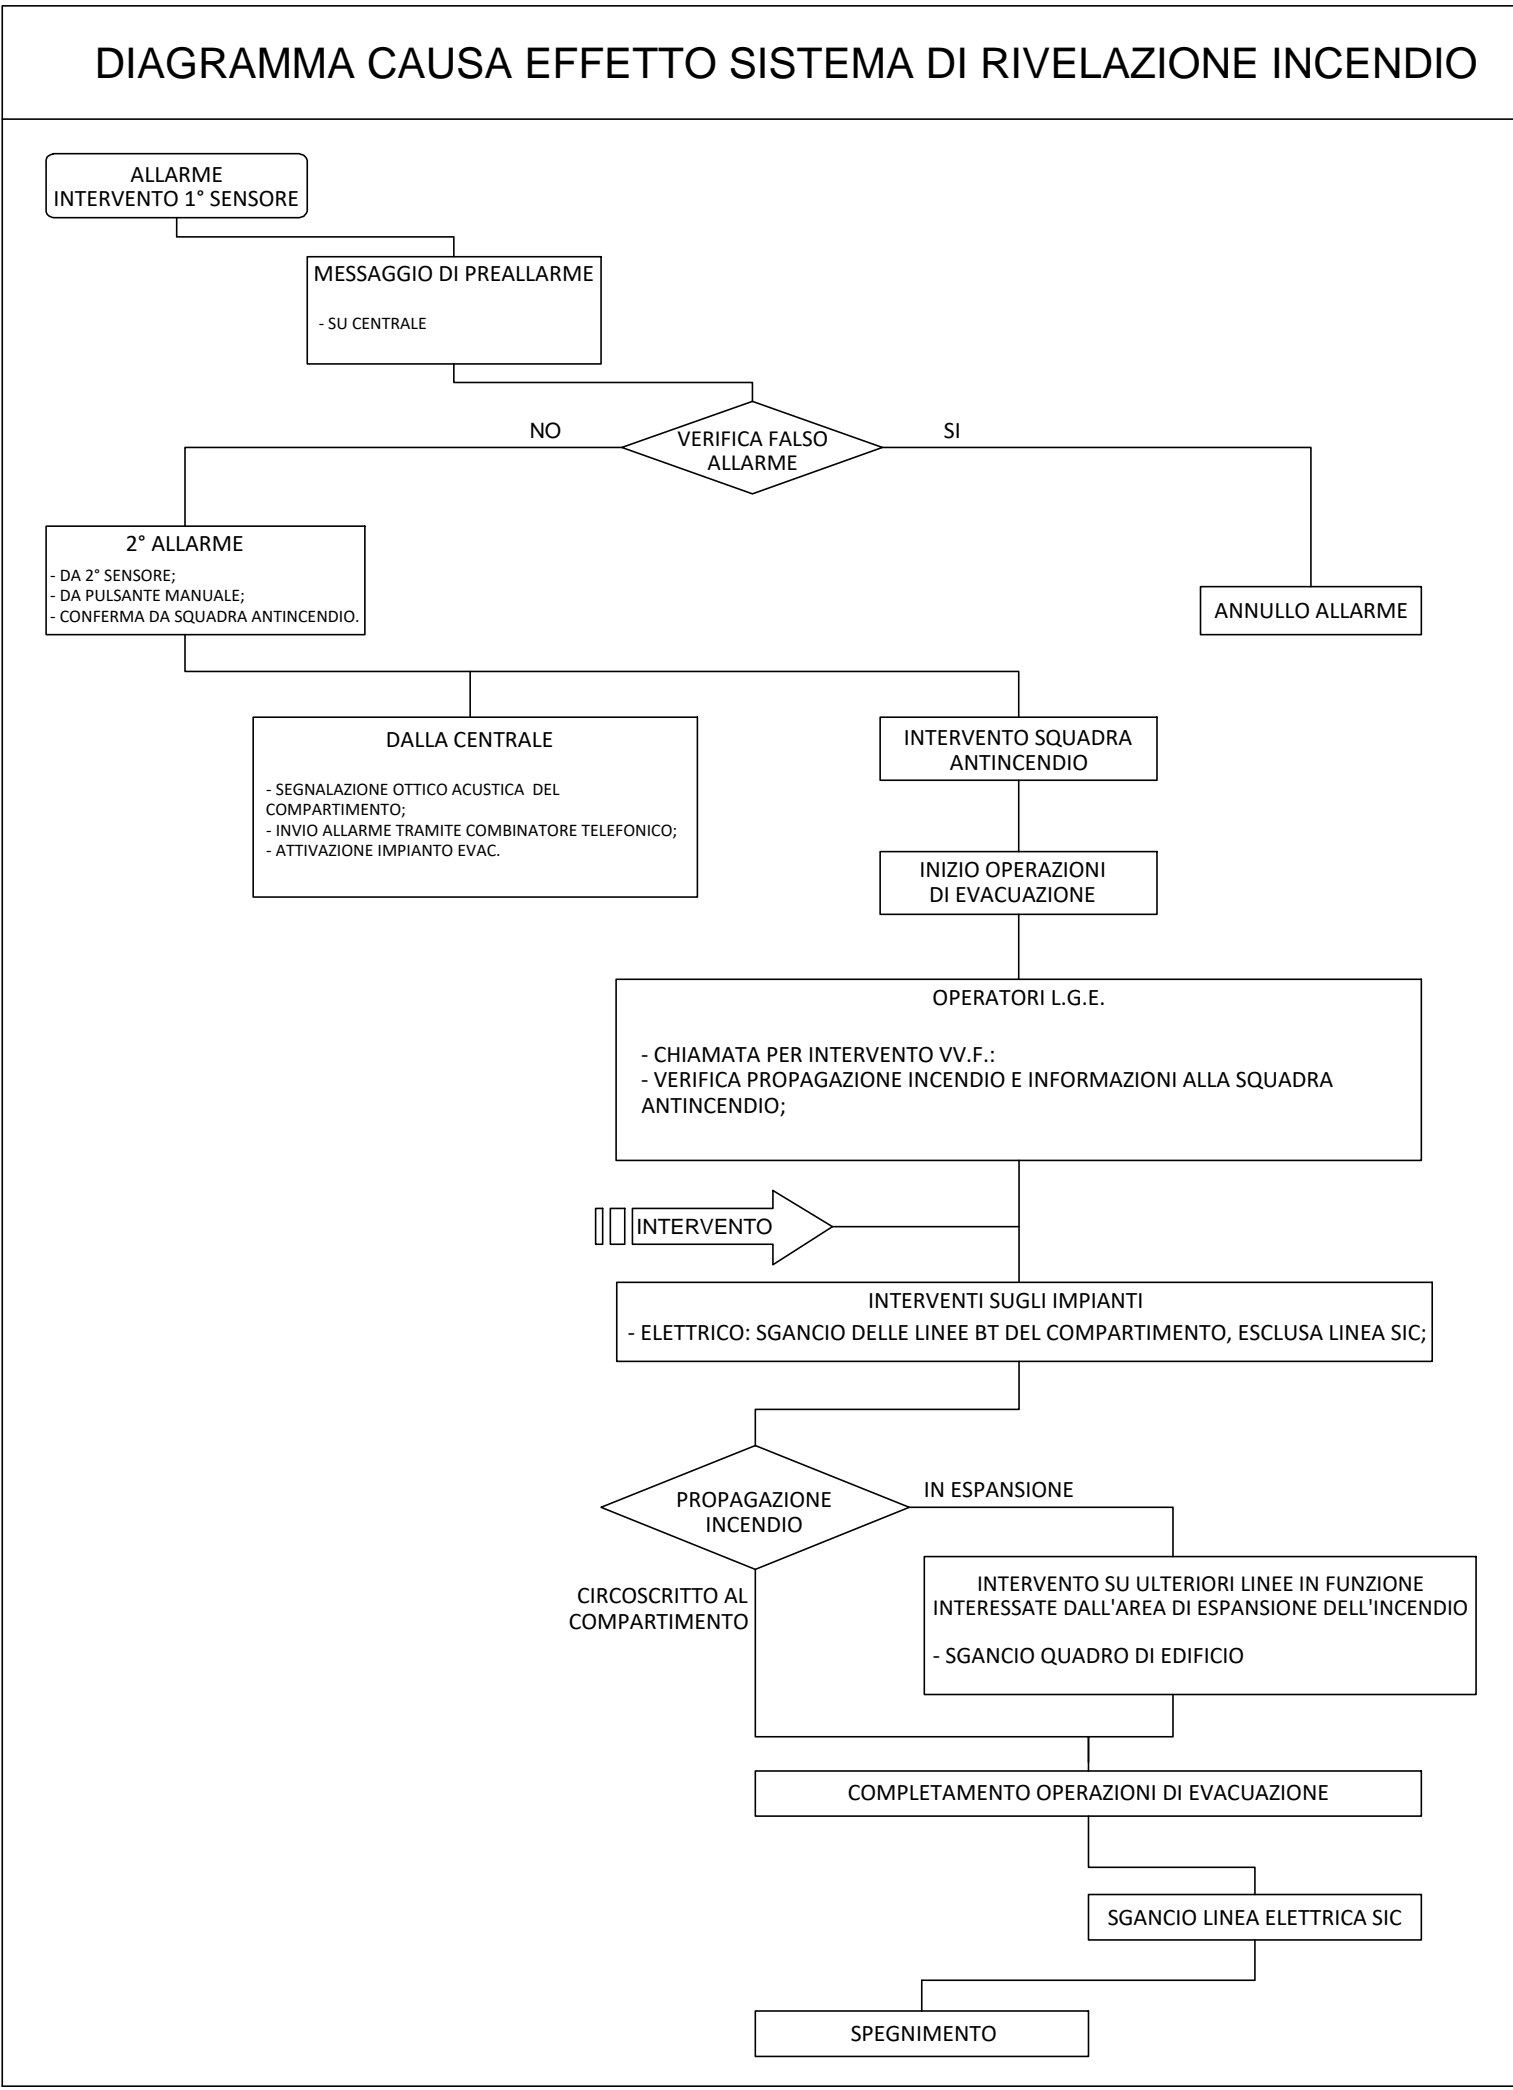 DIAGRAMMA CAUSA EFFETTO SISTEMA DI RIVELAZIONE INCENDIO
ALLARME
INTERVENTO 1° SENSORE
MESSAGGIO DI PREALLARME
- SU CENTRALE
NO
VERIFICA FALSO
ALLARME
SI
2° ALLARME
- DA 2° SENSORE;
- DA PULSANTE MANUALE;
- CONFERMA DA SQUADRA ANTINCENDIO.
ANNULLO ALLARME
DALLA CENTRALE
- SEGNALAZIONE OTTICO ACUSTICA DEL
COMPARTIMENTO;
- INVIO ALLARME TRAMITE COMBINATORE TELEFONICO;
- ATTIVAZIONE IMPIANTO EVAC.
INTERVENTO SQUADRA
ANTINCENDIO
INIZIO OPERAZIONI
DI EVACUAZIONE
OPERATORI L.G.E.
- CHIAMATA PER INTERVENTO VV.F.:
- VERIFICA PROPAGAZIONE INCENDIO E INFORMAZIONI ALLA SQUADRA
ANTINCENDIO;
INTERVENTO
INTERVENTI SUGLI IMPIANTI
- ELETTRICO: SGANCIO DELLE LINEE BT DEL COMPARTIMENTO, ESCLUSA LINEA SIC;
PROPAGAZIONE
INCENDIO
IN ESPANSIONE
CIRCOSCRITTO AL
COMPARTIMENTO
INTERVENTO SU ULTERIORI LINEE IN FUNZIONE
INTERESSATE DALL'AREA DI ESPANSIONE DELL'INCENDIO
- SGANCIO QUADRO DI EDIFICIO
COMPLETAMENTO OPERAZIONI DI EVACUAZIONE
SGANCIO LINEA ELETTRICA SIC
SPEGNIMENTO